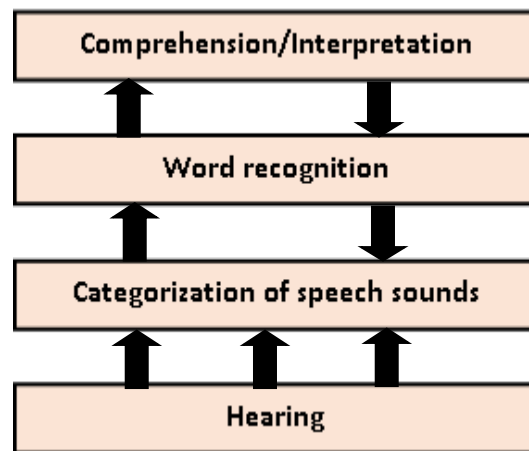 Comprehension/Interpretation
Word recognition
Categorization of speech sounds
Hearing